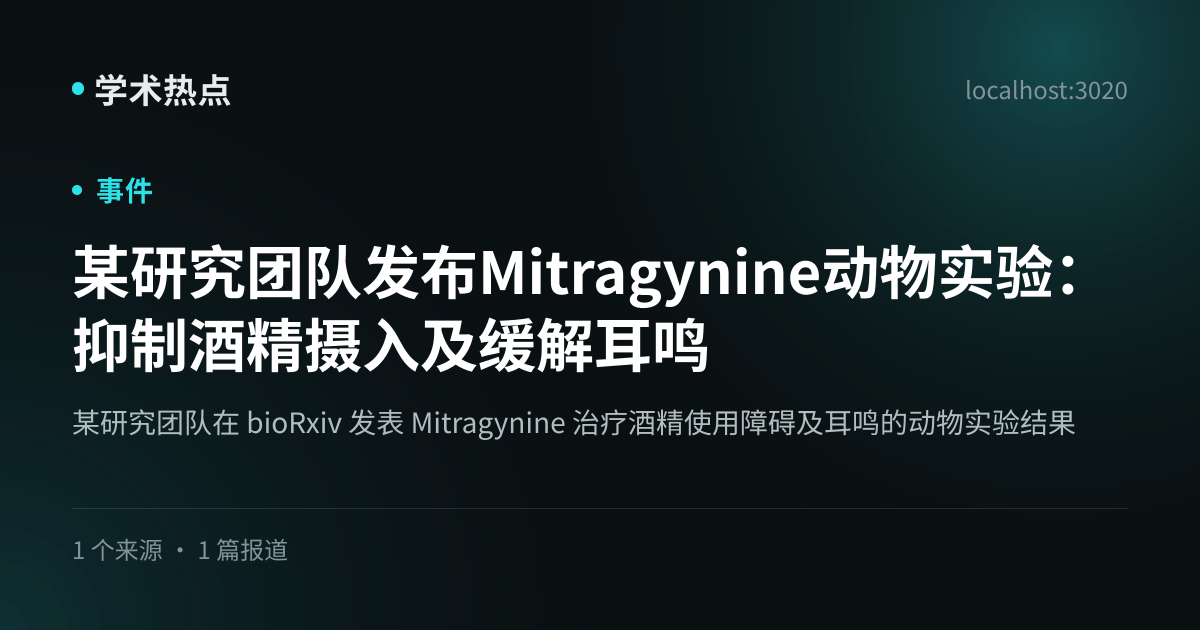 学术热点
localhost:3020
事件
某研究团队发布Mitragynine动物实验：
抑制酒精摄入及缓解耳鸣
某研究团队在 bioRxiv 发表 Mitragynine 治疗酒精使用障碍及耳鸣的动物实验结果
1 个来源 · 1 篇报道